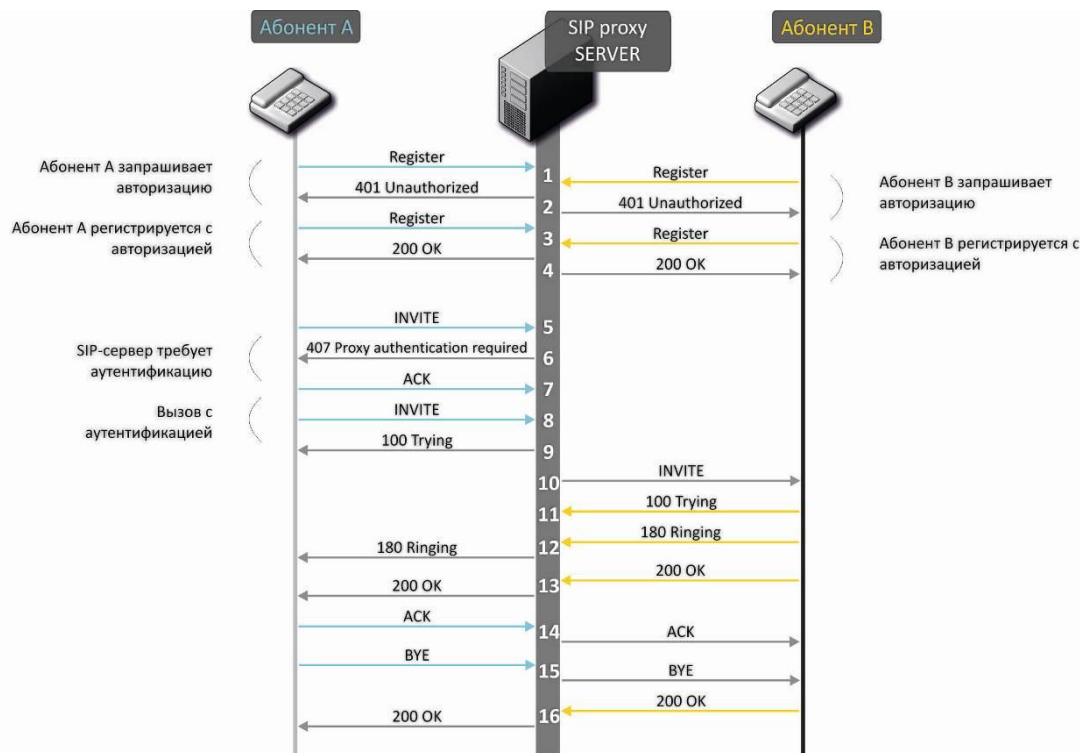 Абонент А
SIP proxy
SERVER
Абонент B
Абонент А запрашивает
авторизацию
Register
1
Register
Абонент B запрашивает
авторизацию
401 Unauthorized
2
401 Unauthorized
Абонент А регистрируется с
авторизацией
Register
3
Register
Абонент B регистрируется с
авторизацией
200 OK
4
200 OK
INVITE
5
SIP-сервер требует
аутентификацию
407 Proxy authentication required
6
ACK
7
Вызов с
аутентификацией
INVITE
8
100 Trying
9
INVITE
10
100 Trying
11
180 Ringing
12
180 Ringing
200 OK
13
200 OK
ACK
14
ACK
BYE
15
BYE
200 OK
16
200 OK